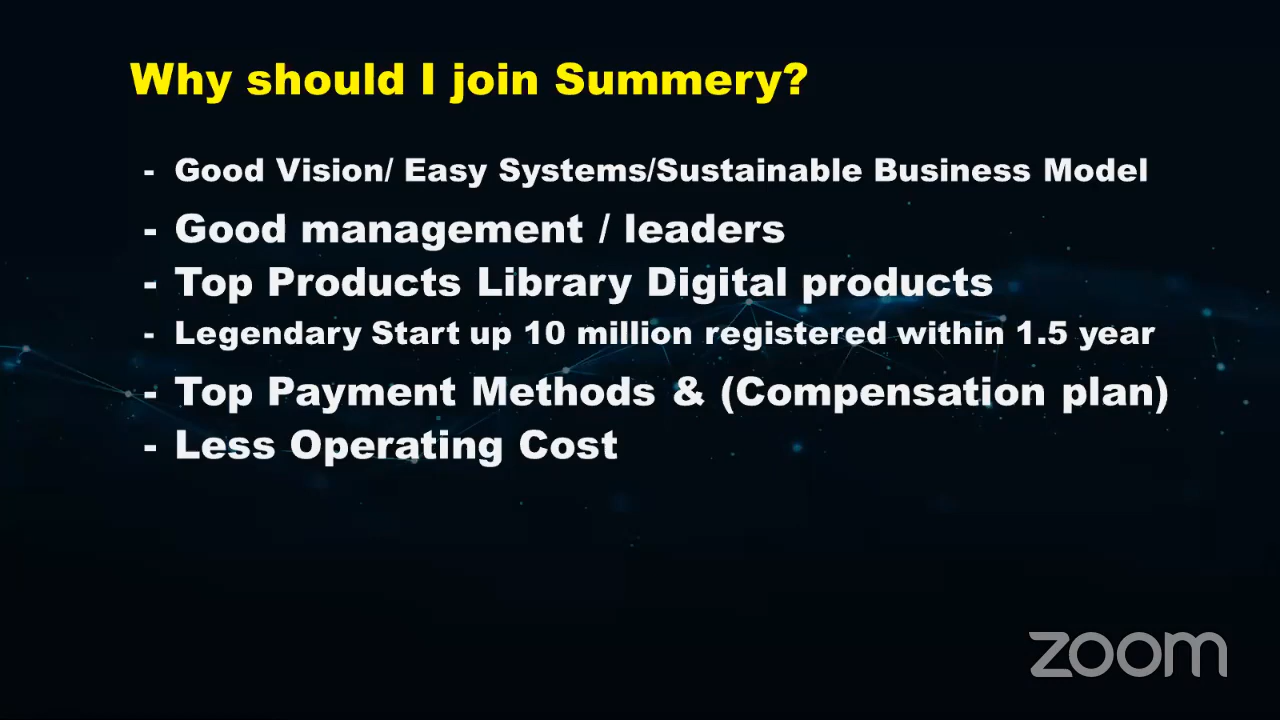 Why should I join Summery?
- Good Vision/ Easy Systems/Sustainable Business Model
- Good management / leaders
- Top Products Library Digital products
- Legendary Start up 10 million registered within 1.5 year
- Top Payment Methods & (Compensation plan)
- Less Operating Cost
zoom